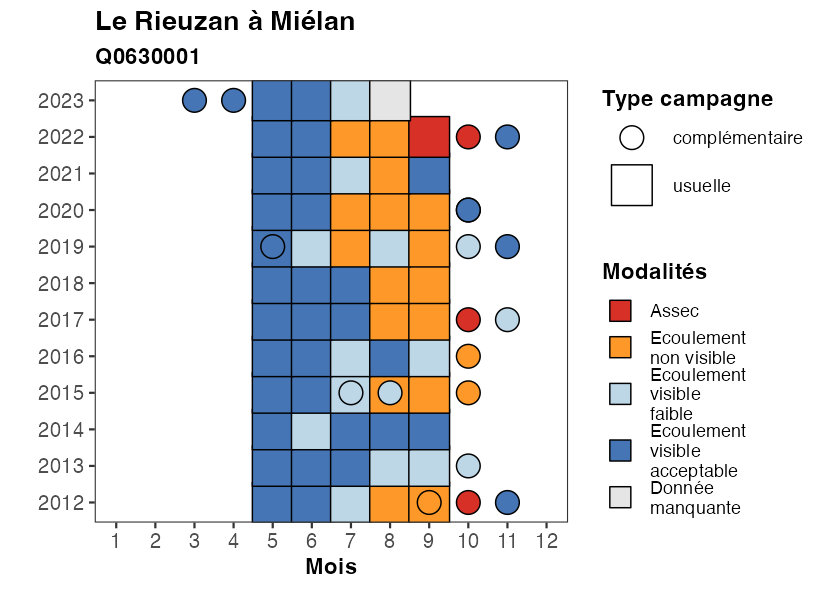 Le Rieuzan à Miélan
Q0630001
2023
2022
2021
2020
2019
2018
2017
2016
2015
2014
2013
2012
1 2 3 4 5 6 7 8 9 10 11 12
Mois
Type campagne
complémentaire
usuelle
Modalités
Assec
Ecoulement
non visible
Ecoulement
visible
faible
Ecoulement
visible
acceptable
Donnée
manquante